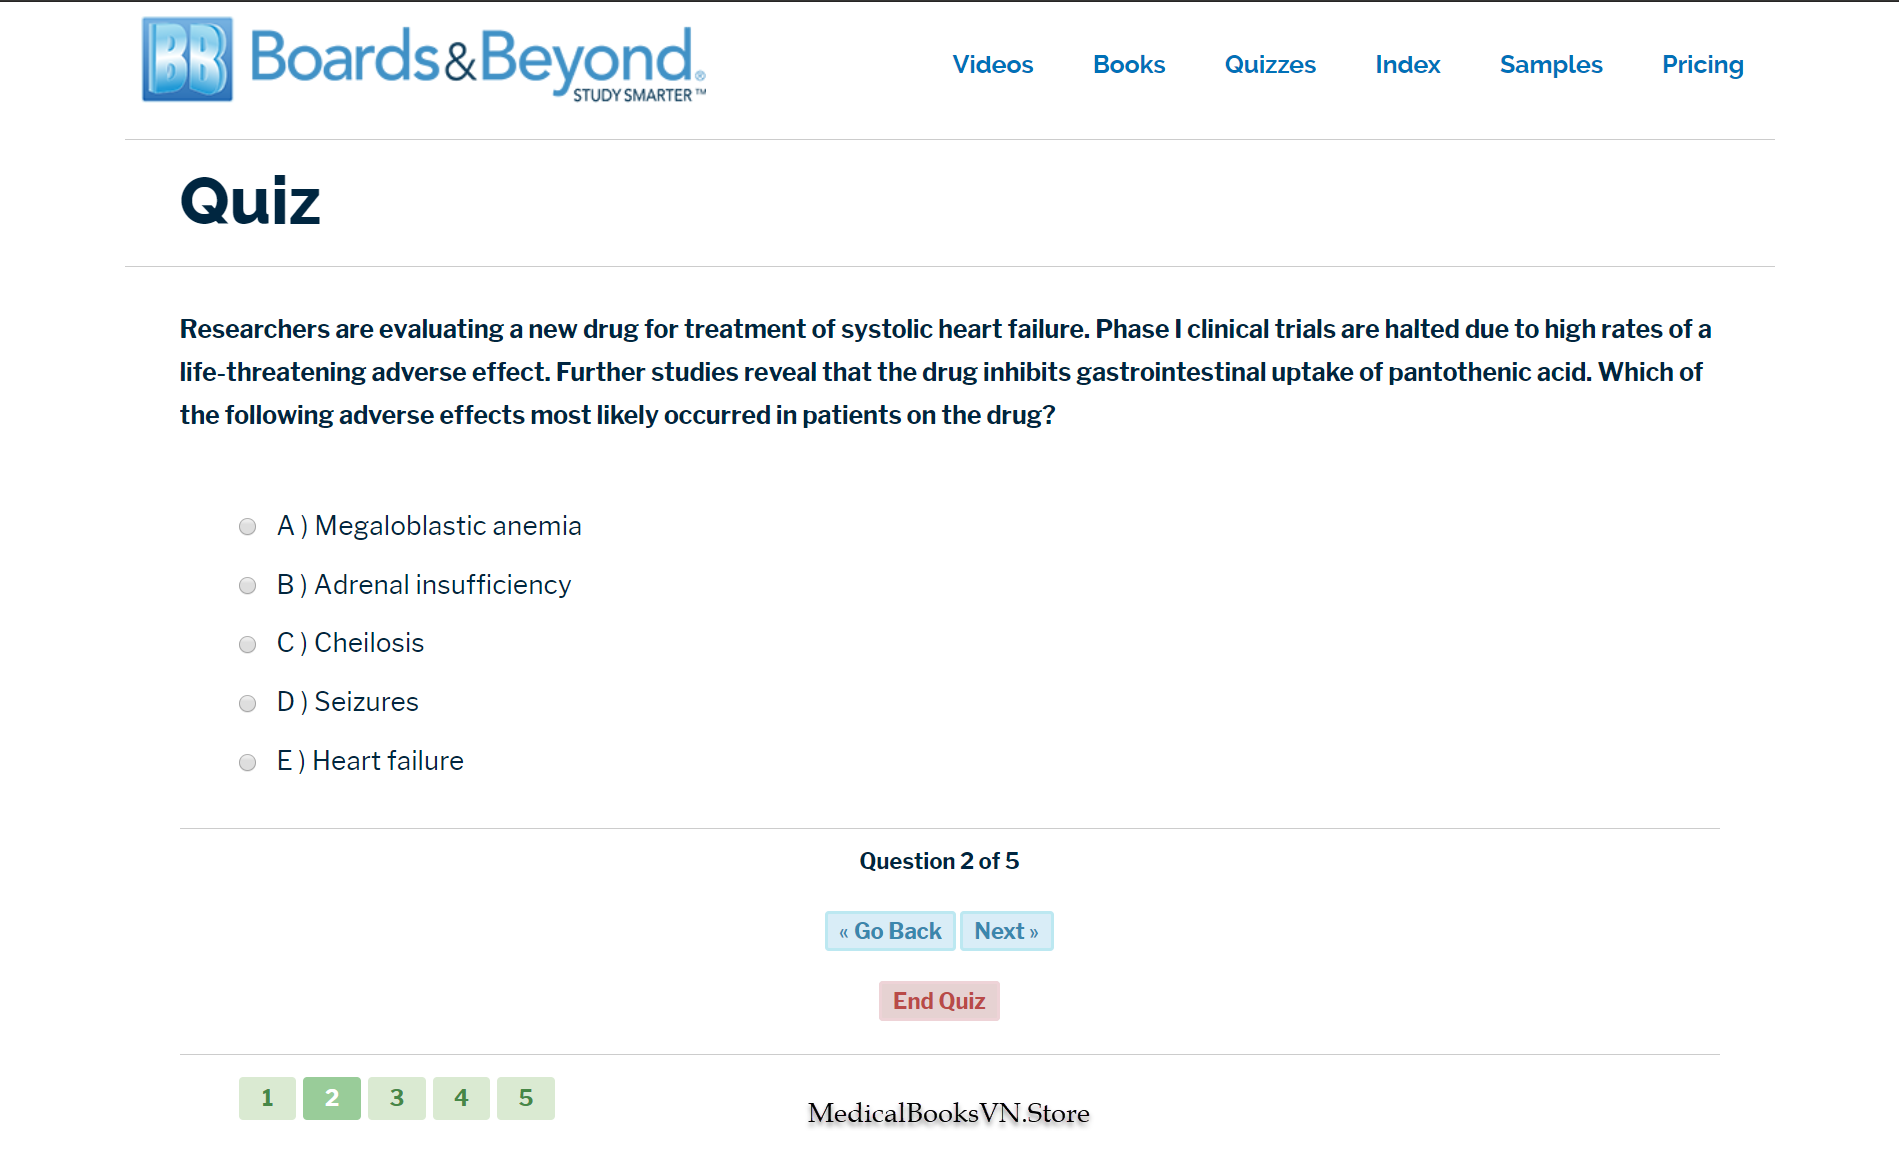 BB Boards&Beyond®
STUDY SMARTER™
Videos Books Quizzes Index Samples Pricing
Quiz
Researchers are evaluating a new drug for treatment of systolic heart failure. Phase I clinical trials are halted due to high rates of a
life-threatening adverse effect. Further studies reveal that the drug inhibits gastrointestinal uptake of pantothenic acid. Which of
the following adverse effects most likely occurred in patients on the drug?
A ) Megaloblastic anemia
B ) Adrenal insufficiency
C ) Cheilosis
D ) Seizures
E ) Heart failure
Question 2 of 5
« Go Back Next »
End Quiz
1 2 3 4 5
MedicalBooksVN.Store